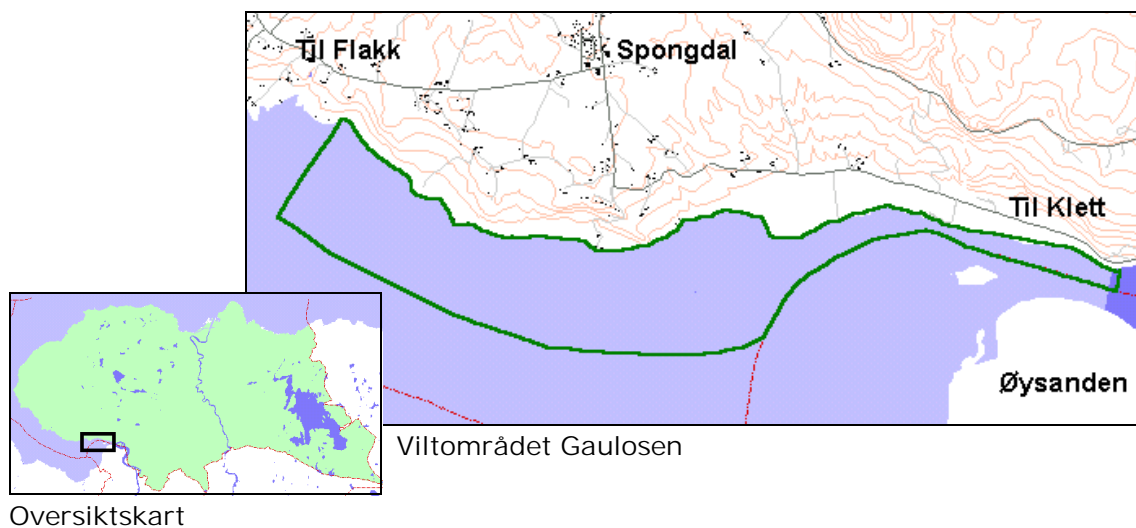 Til Flakk
Spongdal
Til Klett
Øysanden
Viltområdet Gaulosen
Oversiktskart